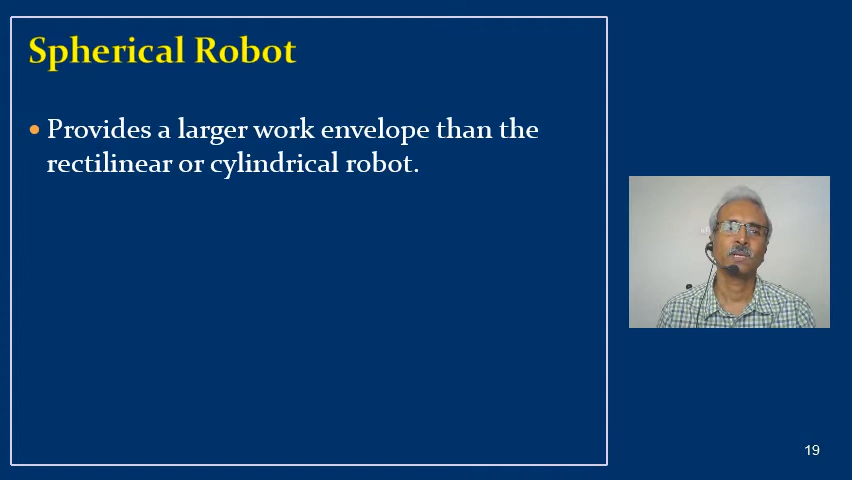 Spherical Robot
• Provides a larger work envelope than the
rectilinear or cylindrical robot.
19